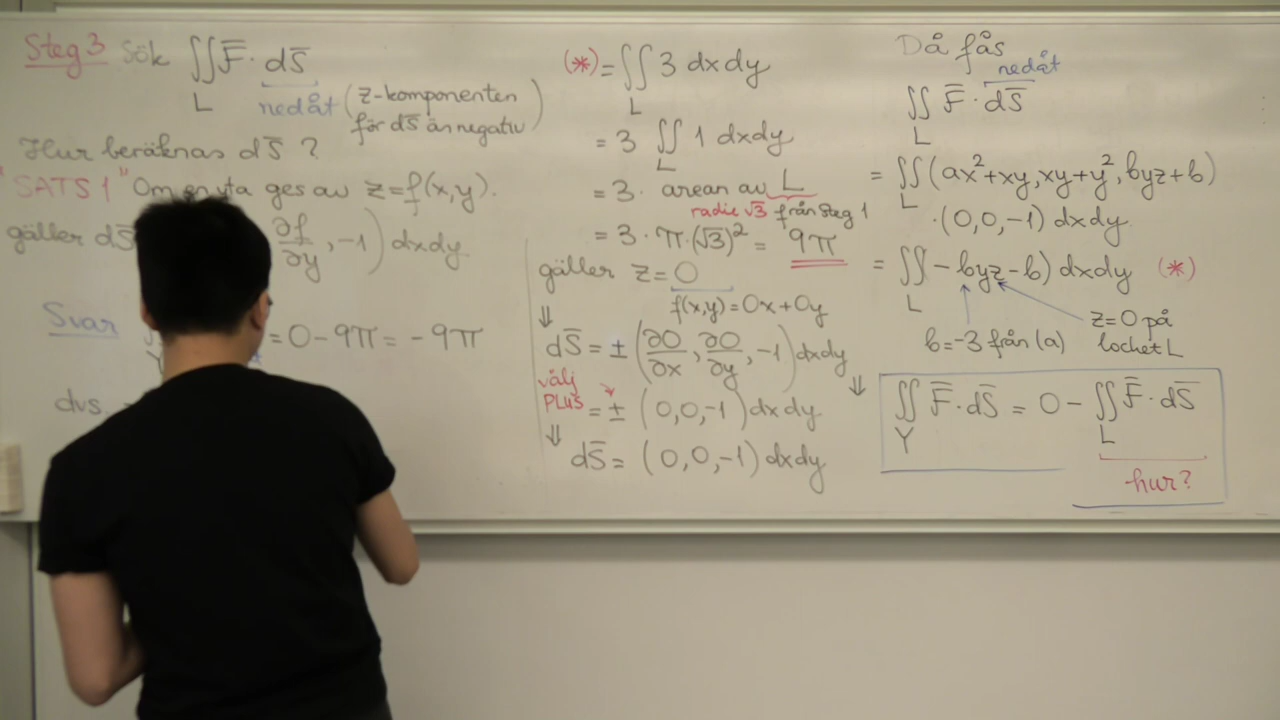 Steg 3 Sök ∬F̅·dS̅
L nedåt (z-komponenten
för dS̅ är negativ)
Hur beräknas dS̅ ?
"SATS 1" Om en yta ges av z=f(x,y).
gäller dS̅ ∂f/∂y, -1) dxdy
Svar = 0-9π = -9π
Y
dvs.
(*) = ∬ 3 dxdy
L
= 3 ∬ 1 dxdy
L
= 3 · arean av L
radie √3 från Steg 1
= 3 · π·(√3)² = 9π
gäller z=0
f(x,y)=0x+0y
⇓
dS̅ = ± (∂0/∂x, ∂0/∂y, -1) dxdy
välj
PLUS = ± (0,0,-1) dxdy
⇓
dS̅ = (0,0,-1) dxdy
Då fås
nedåt
∬ F̅·dS̅
L
= ∬(ax²+xy, xy+y², byz+b)
L
·(0,0,-1) dxdy
= ∬ -byz-b) dxdy (*)
L
b=-3 från (a)
z=0 på
locket L
⇓
∬ F̅·dS̅ = 0 - ∬ F̅·dS̅
Y L
hur?